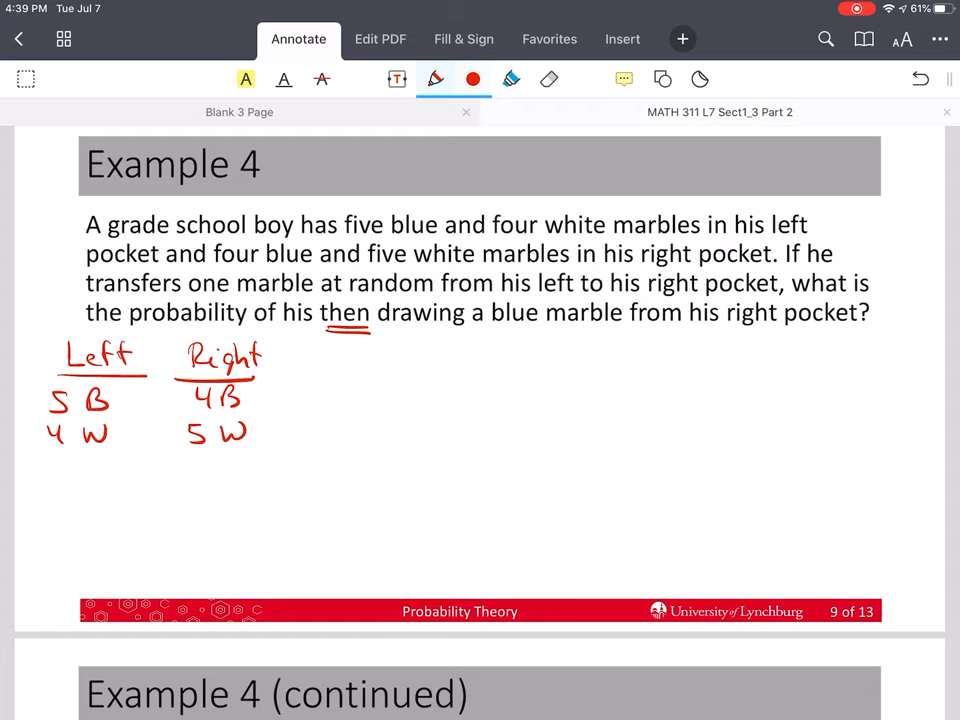 4:39 PM Tue Jul 7 61%
Annotate Edit PDF Fill & Sign Favorites Insert
A A A T AA
Blank 3 Page MATH 311 L7 Sect1_3 Part 2
Example 4
A grade school boy has five blue and four white marbles in his left
pocket and four blue and five white marbles in his right pocket. If he
transfers one marble at random from his left to his right pocket, what is
the probability of his then drawing a blue marble from his right pocket?
Left Right
5 B 4 B
4 W 5 W
Probability Theory University of Lynchburg 9 of 13
Example 4 (continued)